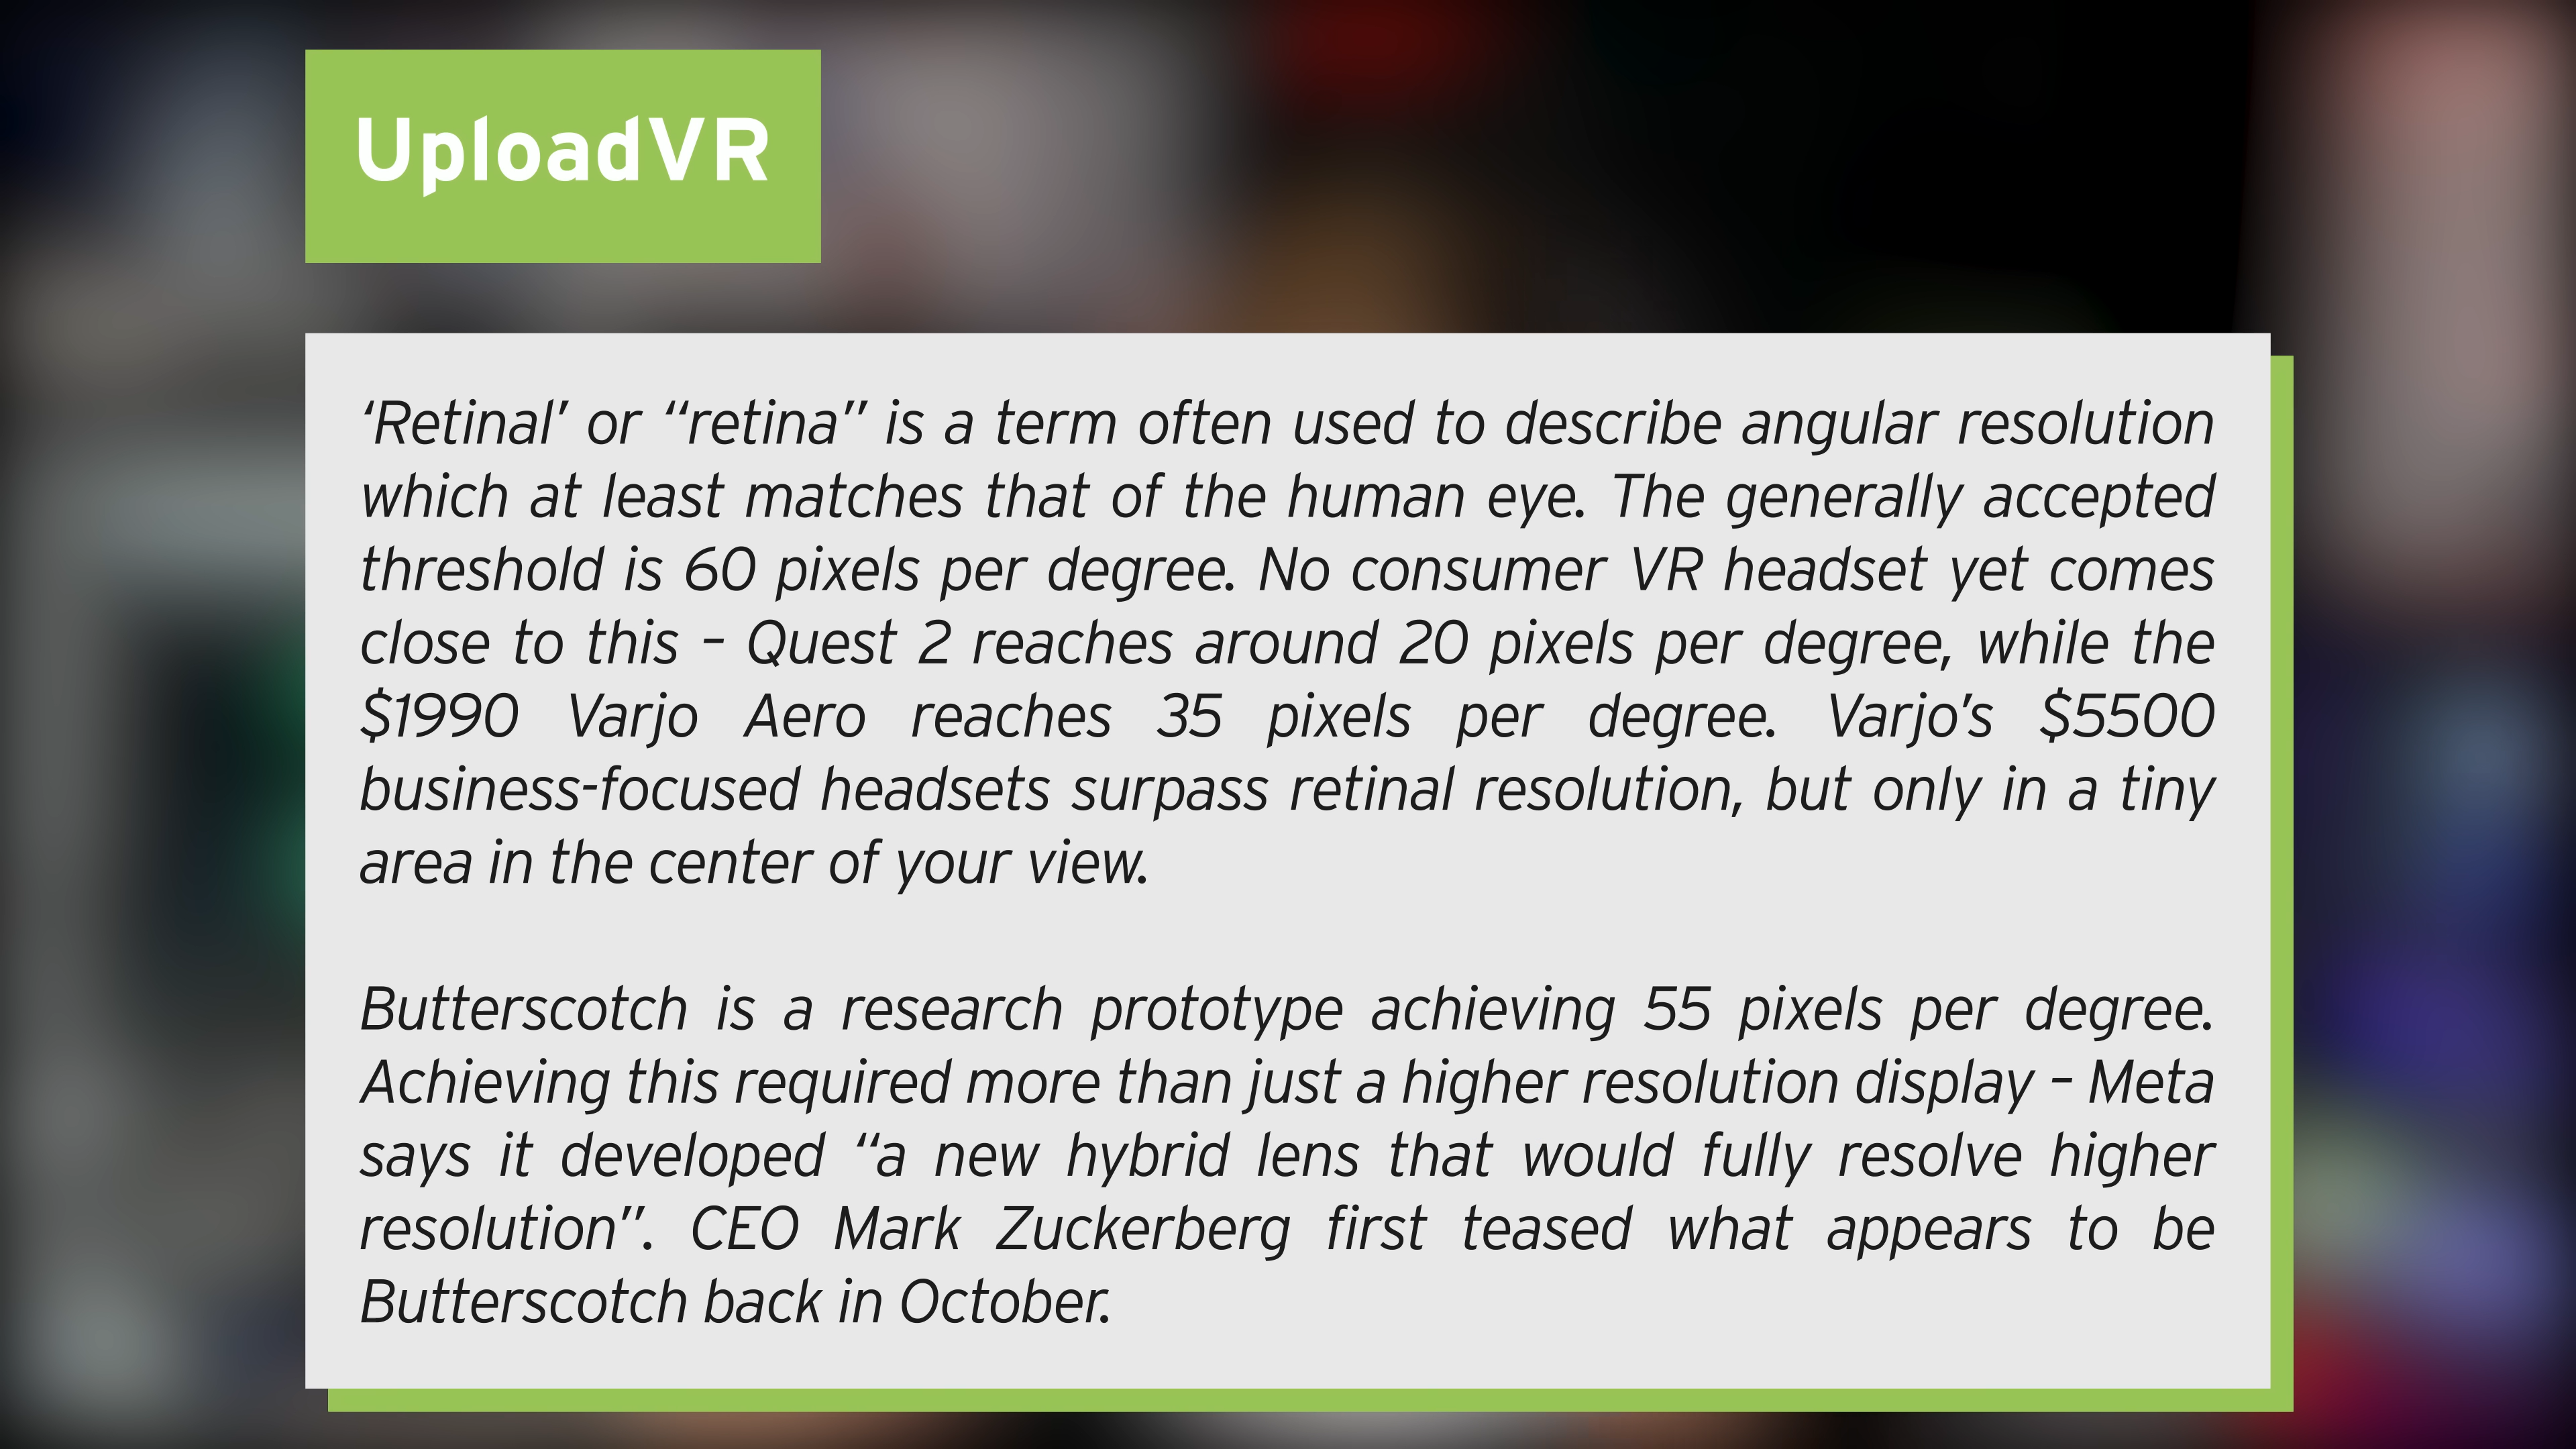 UploadVR
‘Retinal’ or “retina” is a term often used to describe angular resolution
which at least matches that of the human eye. The generally accepted
threshold is 60 pixels per degree. No consumer VR headset yet comes
close to this – Quest 2 reaches around 20 pixels per degree, while the
$1990 Varjo Aero reaches 35 pixels per degree. Varjo’s $5500
business-focused headsets surpass retinal resolution, but only in a tiny
area in the center of your view.
Butterscotch is a research prototype achieving 55 pixels per degree.
Achieving this required more than just a higher resolution display – Meta
says it developed “a new hybrid lens that would fully resolve higher
resolution”. CEO Mark Zuckerberg first teased what appears to be
Butterscotch back in October.